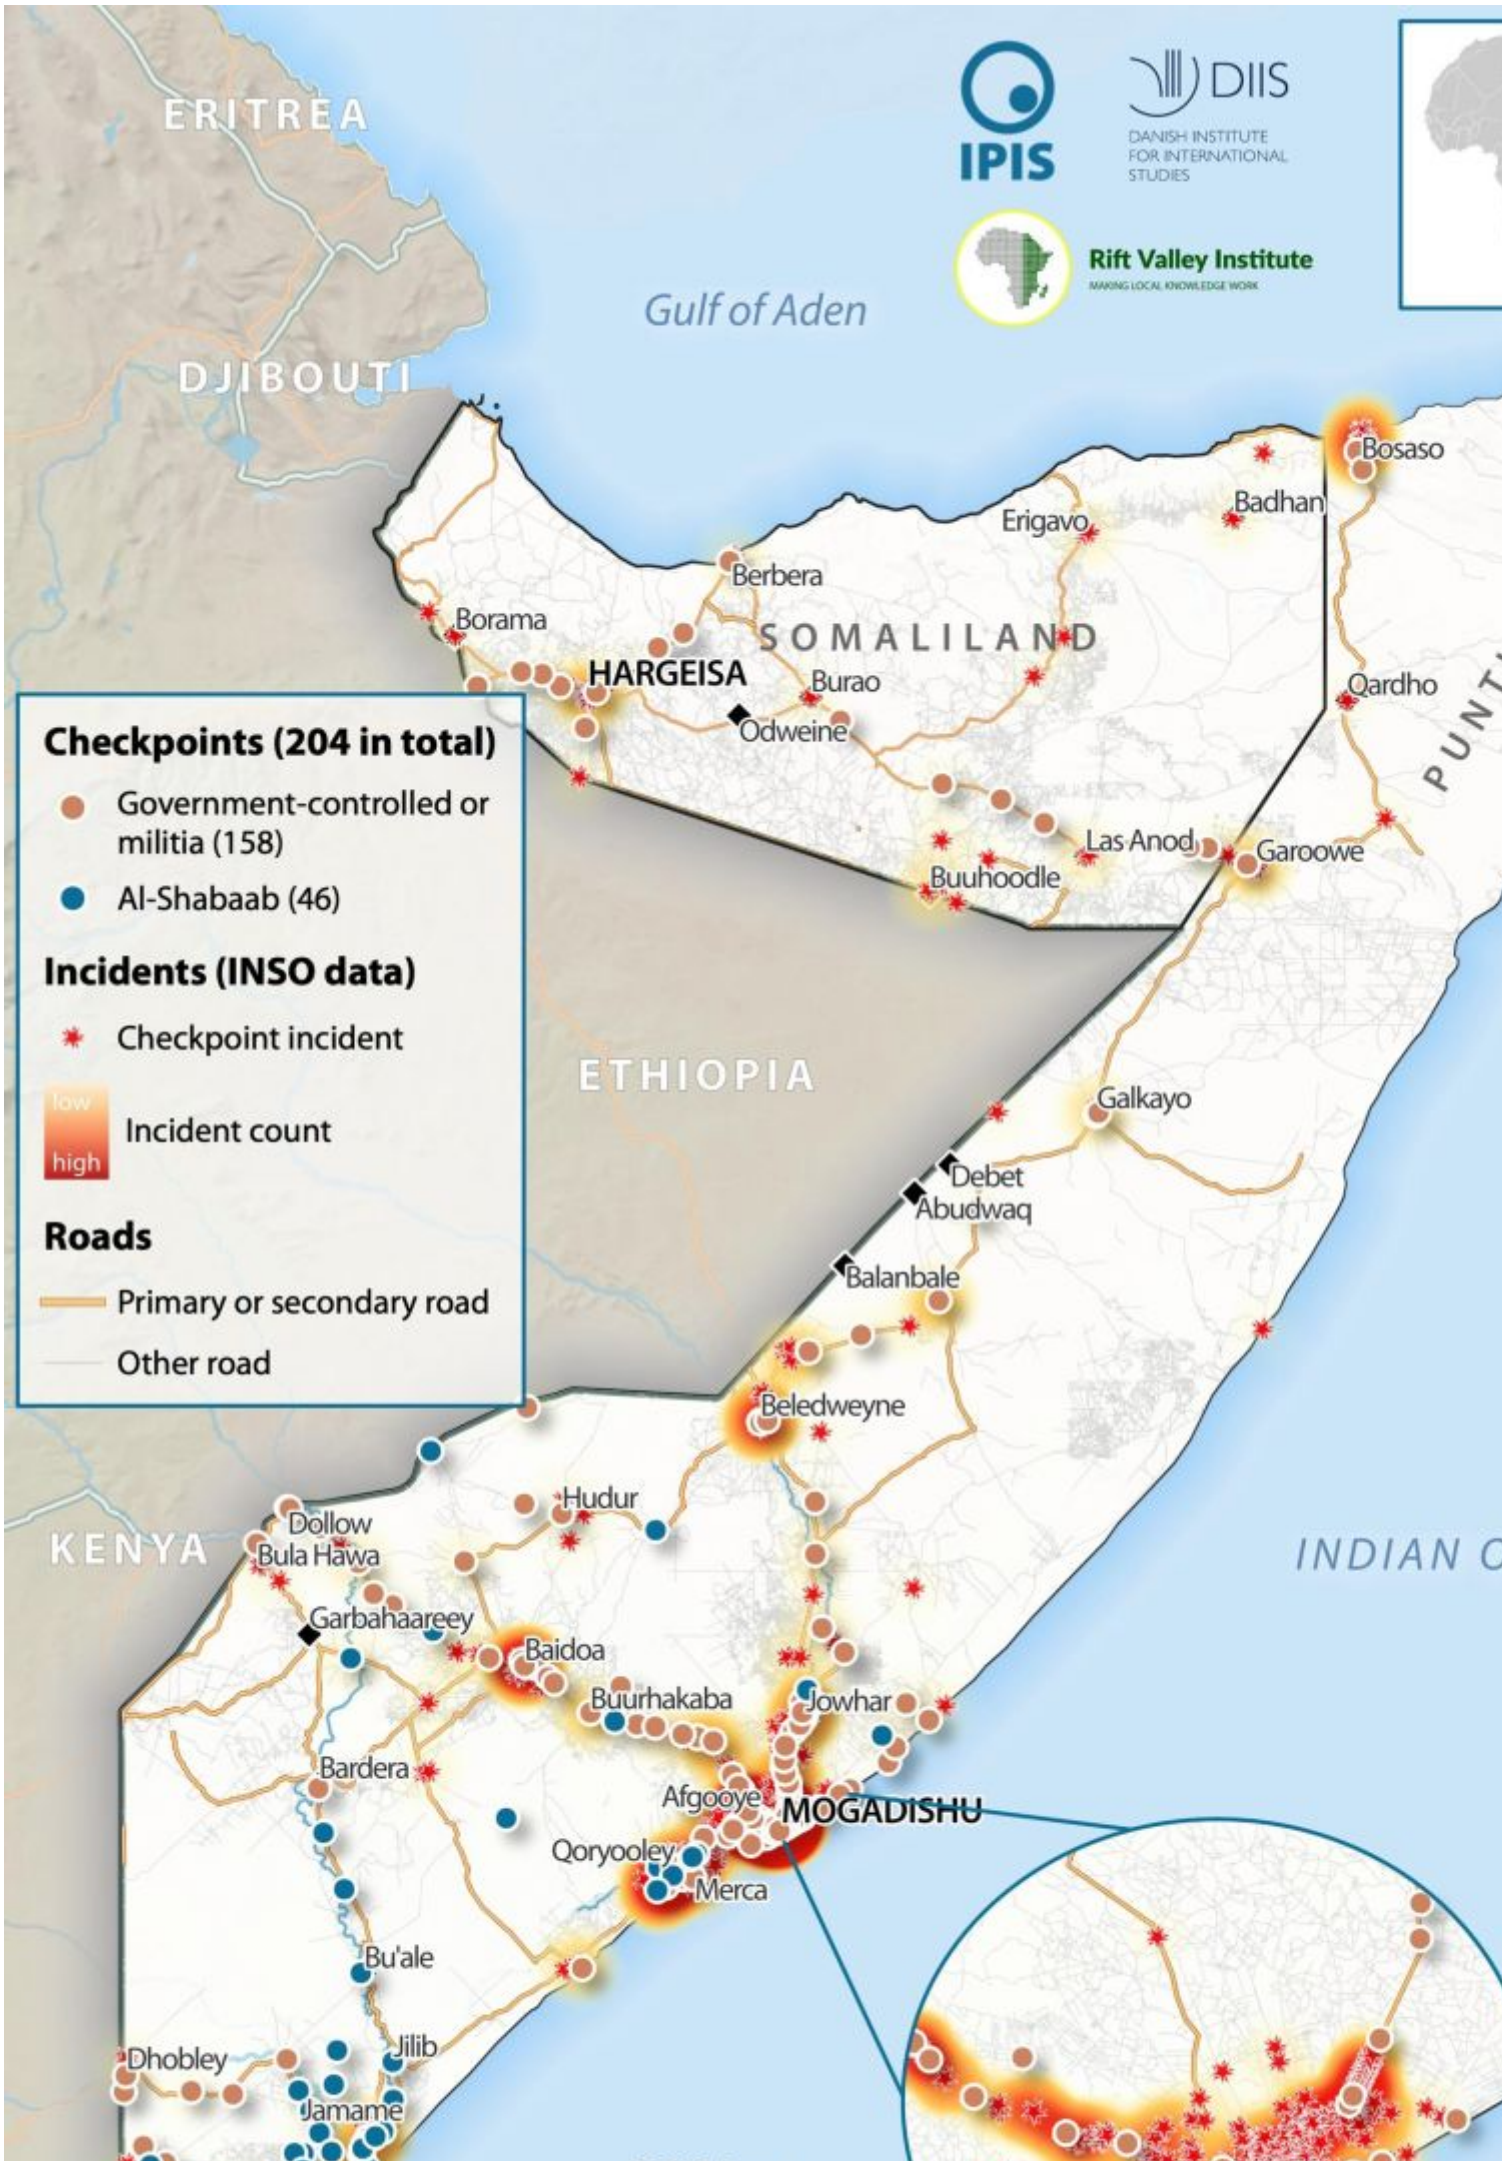 ERITREA
IPIS
DIIS
DANISH INSTITUTE
FOR INTERNATIONAL
STUDIES
Rift Valley Institute
MAKING LOCAL KNOWLEDGE WORK
Gulf of Aden
DJIBOUTI
Bosaso
Badhan
Erigavo
Berbera
Borama
SOMALILAND
HARGEISA
Burao
Qardho
Odweine
Checkpoints (204 in total)
Government-controlled or
militia (158)
Al-Shabaab (46)
Incidents (INSO data)
Checkpoint incident
low
Incident count
high
Roads
Primary or secondary road
Other road
PUNT
Las Anod
Garoowe
Buuhoodle
ETHIOPIA
Galkayo
Debet
Abudwaq
Balanbale
Beledweyne
Hudur
Dollow
KENYA
Bula Hawa
INDIAN O
Garbahaareey
Baidoa
Buurhakaba
Jowhar
Bardera
Afgooye
MOGADISHU
Qoryooley
Merca
Bu'ale
Jilib
Dhobley
Jamame